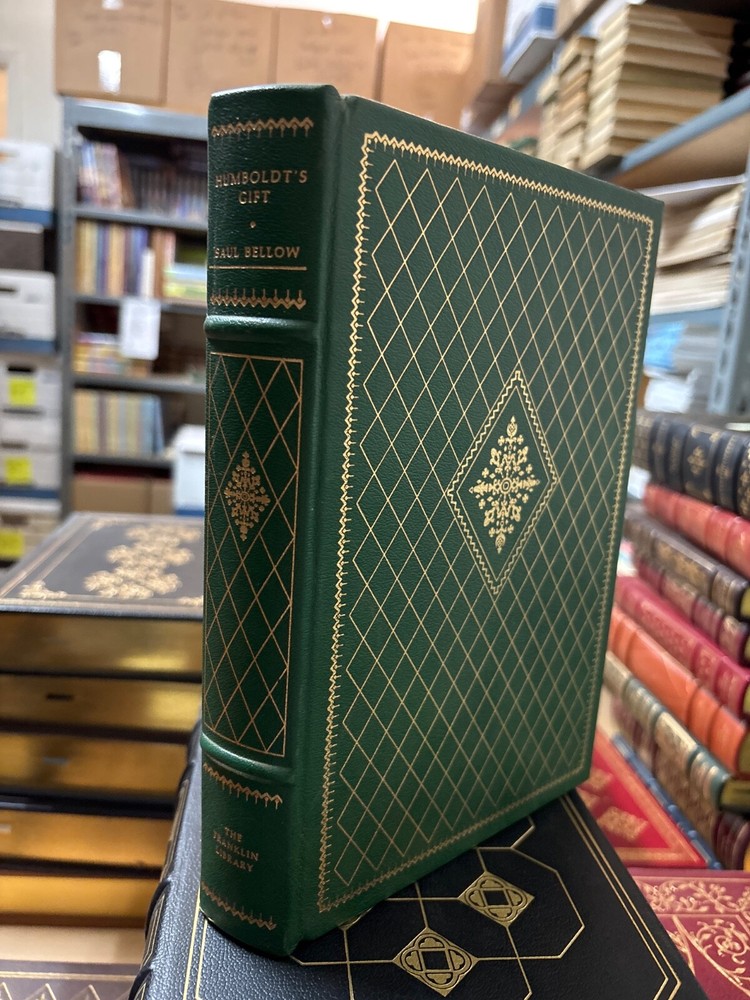 HUMBOLDT'S
GIFT
SAUL BELLOW
THE
FRANKLIN
LIBRARY